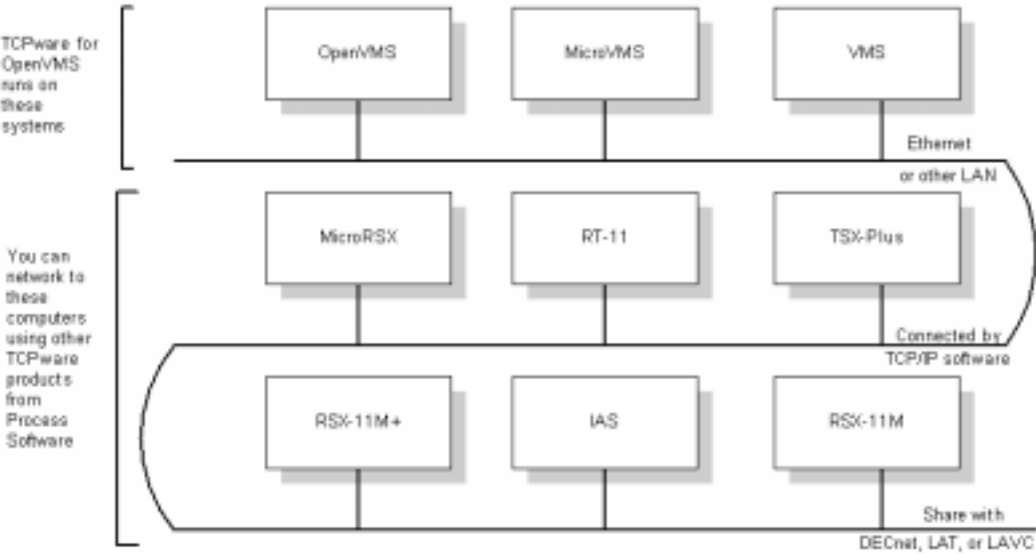 TCPware for
OpenVMS
runs on
these
systems
OpenVMS
MicroVMS
VMS
Ethernet
or other LAN
MicroRSX
RT-11
TSX-Plus
You can
network to
these
computers
using other
TCPware
products
from
Process
Software
Connected by
TCP/IP software
RSX-11M+
IAS
RSX-11M
Share with
DECnet, LAT, or LAVC